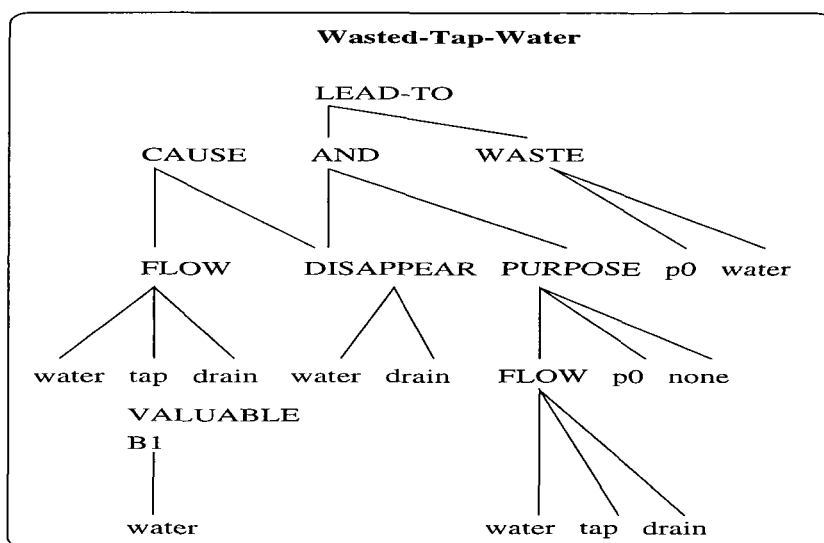 Wasted-Tap-Water
LEAD-TO
CAUSE AND WASTE
FLOW DISAPPEAR PURPOSE p0 water
water tap drain water drain FLOW p0 none
VALUABLE
B1
water water tap drain